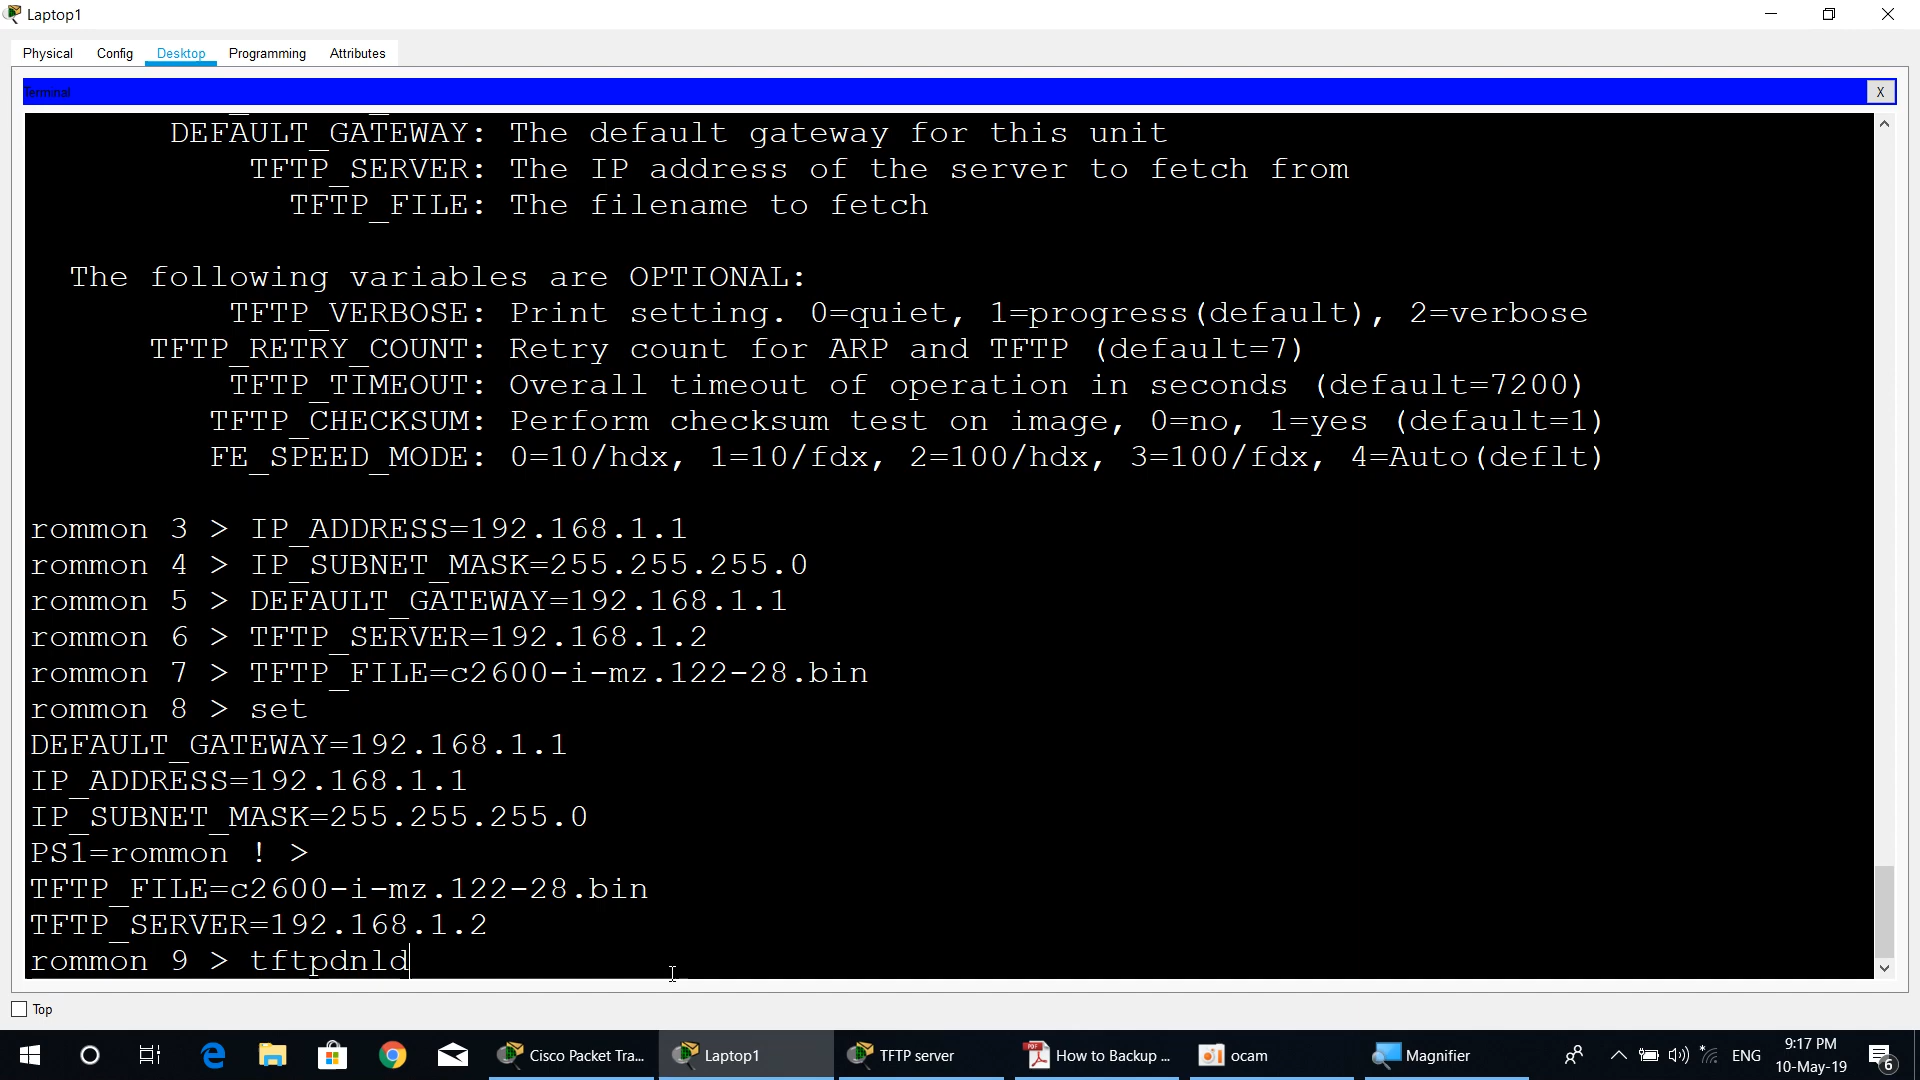 Laptop1
Physical Config Desktop Programming Attributes
Terminal
X
DEFAULT_GATEWAY: The default gateway for this unit
TFTP_SERVER: The IP address of the server to fetch from
TFTP_FILE: The filename to fetch
The following variables are OPTIONAL:
TFTP_VERBOSE: Print setting. 0=quiet, 1=progress(default), 2=verbose
TFTP_RETRY_COUNT: Retry count for ARP and TFTP (default=7)
TFTP_TIMEOUT: Overall timeout of operation in seconds (default=7200)
TFTP_CHECKSUM: Perform checksum test on image, 0=no, 1=yes (default=1)
FE_SPEED_MODE: 0=10/hdx, 1=10/fdx, 2=100/hdx, 3=100/fdx, 4=Auto(deflt)
rommon 3 > IP_ADDRESS=192.168.1.1
rommon 4 > IP_SUBNET_MASK=255.255.255.0
rommon 5 > DEFAULT_GATEWAY=192.168.1.1
rommon 6 > TFTP_SERVER=192.168.1.2
rommon 7 > TFTP_FILE=c2600-i-mz.122-28.bin
rommon 8 > set
DEFAULT_GATEWAY=192.168.1.1
IP_ADDRESS=192.168.1.1
IP_SUBNET_MASK=255.255.255.0
PS1=rommon ! >
TFTP_FILE=c2600-i-mz.122-28.bin
TFTP_SERVER=192.168.1.2
rommon 9 > tftpdnld
Top
Cisco Packet Tra... Laptop1 TFTP server How to Backup ... ocam Magnifier ENG 9:17 PM
10-May-19 6